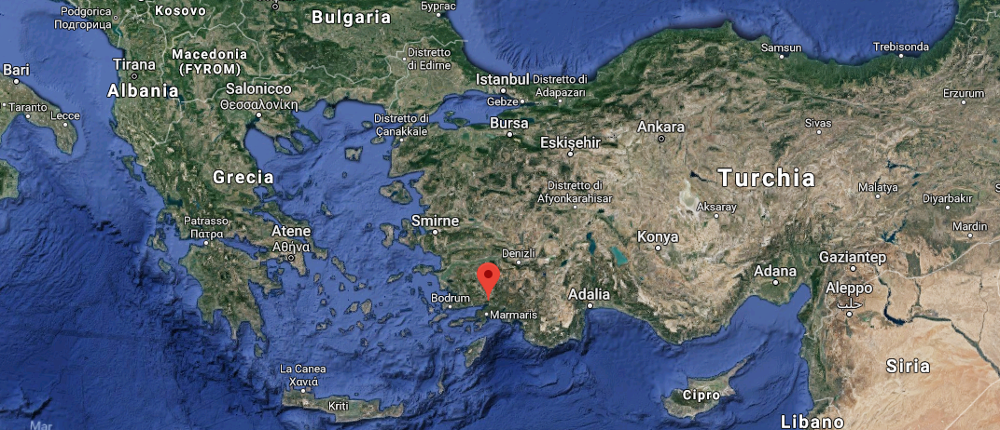 Podgorica
Подгорица
Kosovo
Bulgaria
Бургас
Macedonia
(FYROM)
Distretto
di Edirne
Bari
Tirana
Albania
Taranto
Lecce
Salonicco
Θεσσαλονίκη
Istanbul
Distretto di
Adapazarı
Gebze
Samsun
Trebisonda
Erzurum
Distretto di
Çanakkale
Bursa
Eskişehir
Ankara
Sivas
Grecia
Turchia
Distretto di
Afyonkarahisar
Aksaray
Malatya
Diyarbakır
S
Patrasso
Πάτρα
Atene
Αθήνα
Smirne
Denizli
Konya
Mardin
Gaziantep
Adana
Aleppo
حلب
Bodrum
Marmaris
Adalia
Siria
La Canea
Χανιά
Kriti
Cipro
Libano
Mar